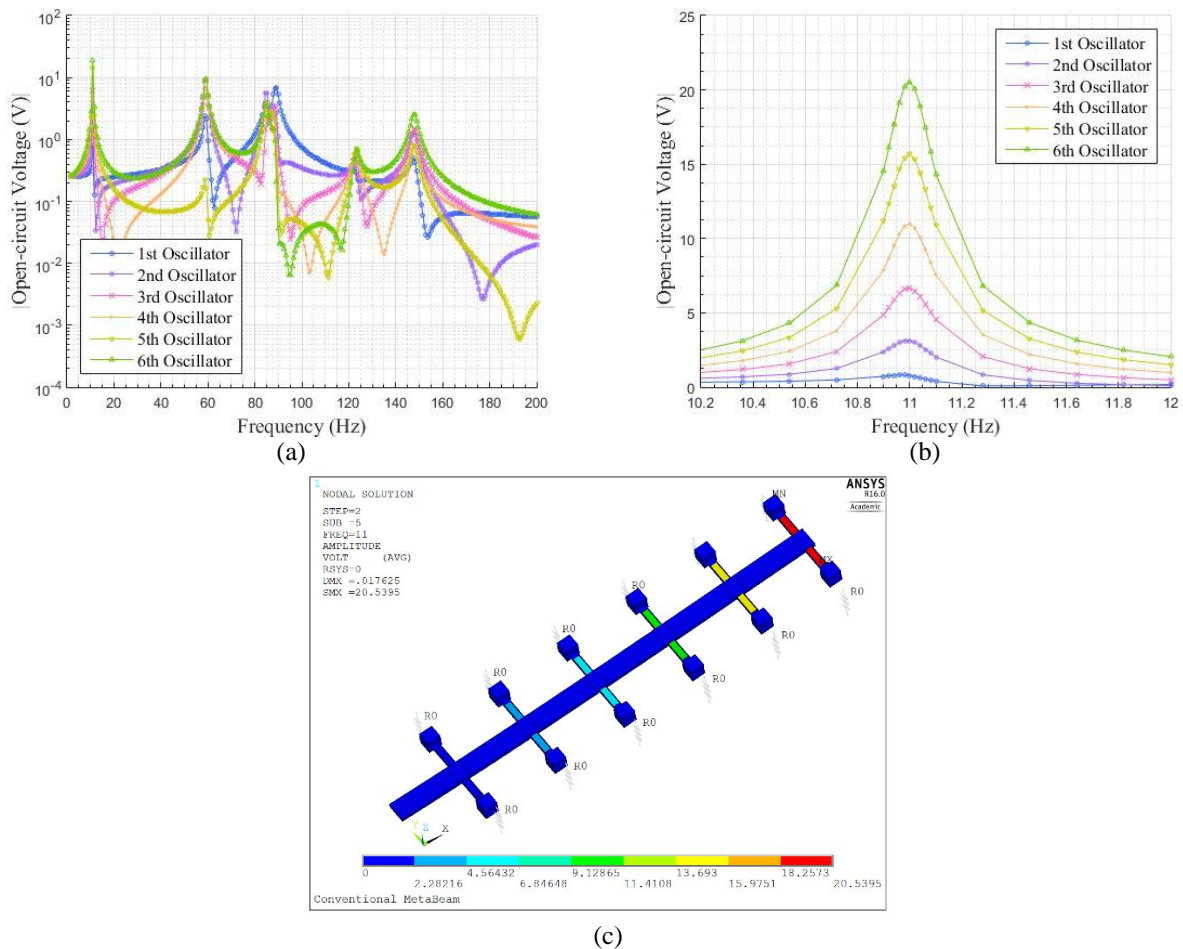 10² 10¹ 10⁰ 10⁻¹ 10⁻² 10⁻³ 10⁻⁴
|Open-circuit Voltage (V)|
1st Oscillator
2nd Oscillator
3rd Oscillator
4th Oscillator
5th Oscillator
6th Oscillator
0 20 40 60 80 100 120 140 160 180 200
Frequency (Hz)
(a)
25 20 15 10 5 0
|Open-circuit Voltage (V)|
1st Oscillator
2nd Oscillator
3rd Oscillator
4th Oscillator
5th Oscillator
6th Oscillator
10.2 10.4 10.6 10.8 11 11.2 11.4 11.6 11.8 12
Frequency (Hz)
(b)
1
NODAL SOLUTION
STEP=2
SUB =5
FREQ=11
AMPLITUDE
VOLT (AVG)
RSYS=0
DMX =.017625
SMX =20.5395
ANSYS
R16.0
Academic
MN
MX
R0
R0
R0
R0
R0
R0
R0
R0
R0
R0
Y Z X
0 4.56432 9.12865 13.693 18.2573
2.28216 6.84648 11.4108 15.9751 20.5395
Conventional MetaBeam
(c)